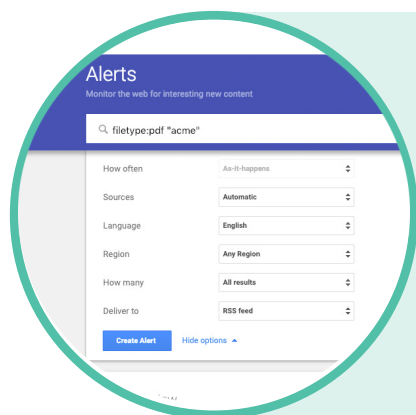 Alerts
Monitor the web for interesting new content
filetype:pdf "acme"
How often As-it-happens
Sources Automatic
Language English
Region Any Region
How many All results
Deliver to RSS feed
Create Alert Hide options